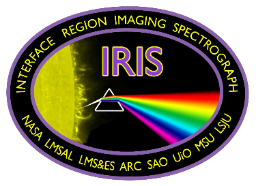 INTERFACE REGION IMAGING SPECTROGRAPH
IRIS
NASA LMSAL LMS&ES ARC SAO UiO MSU LSJU